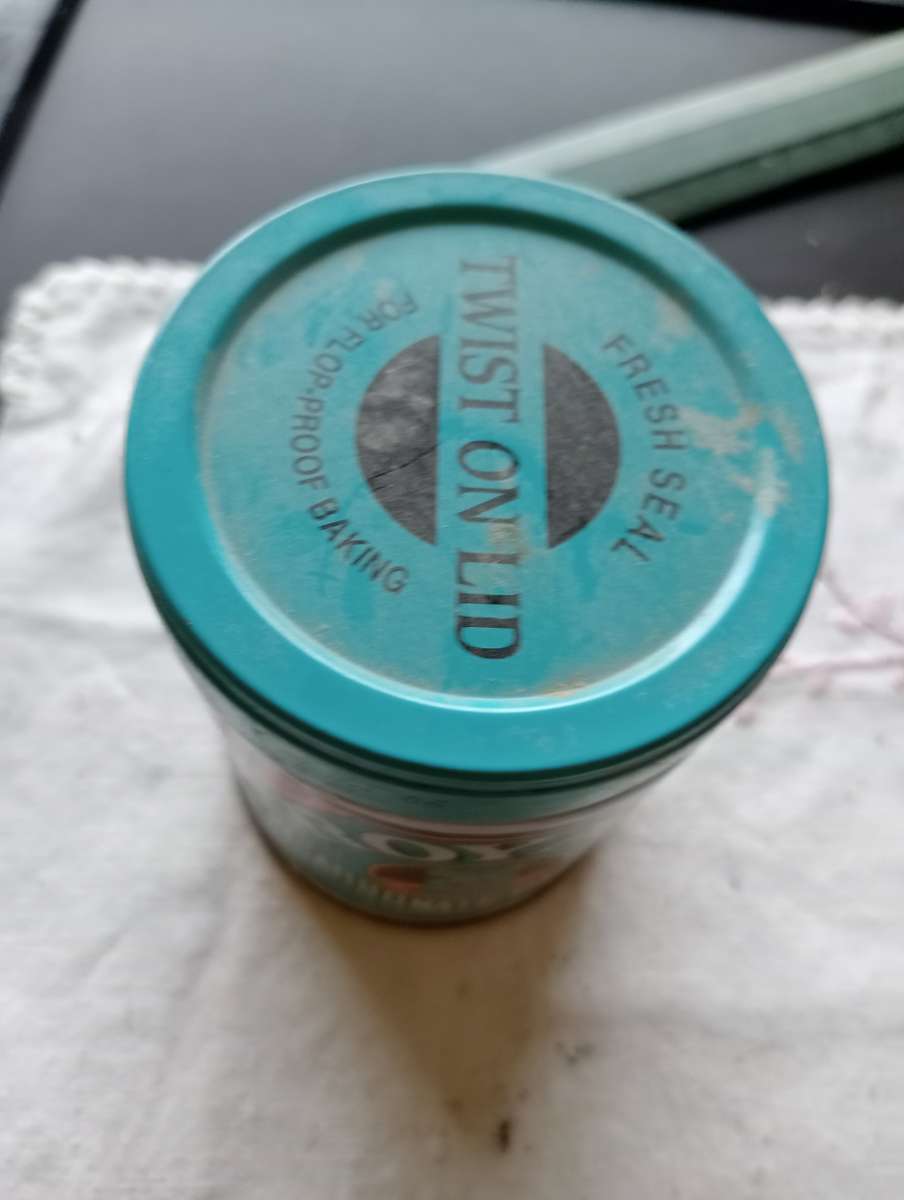 FRESH SEAL
TWIST ON LID
FOR FLOP-PROOF BAKING